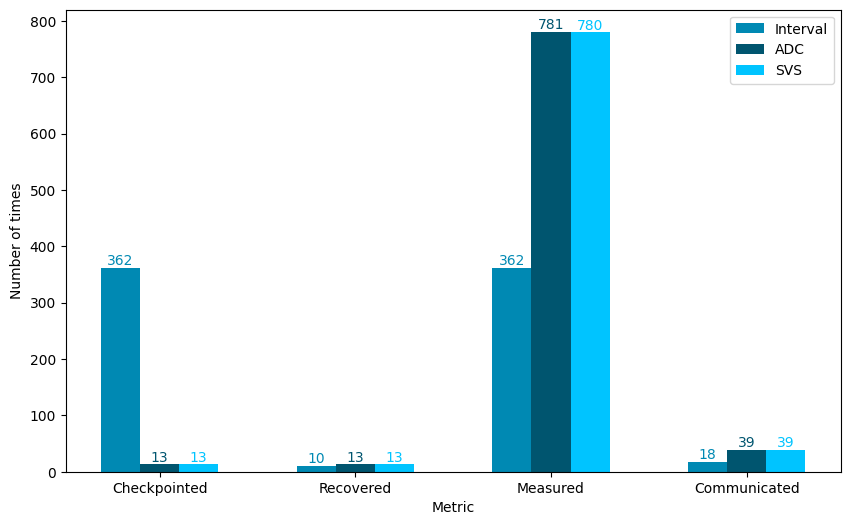 800
700
600
500
400
300
200
100
0
Number of times
362
13
13
10
13
13
362
781
780
18
39
39
Checkpointed
Recovered
Measured
Communicated
Metric
Interval
ADC
SVS